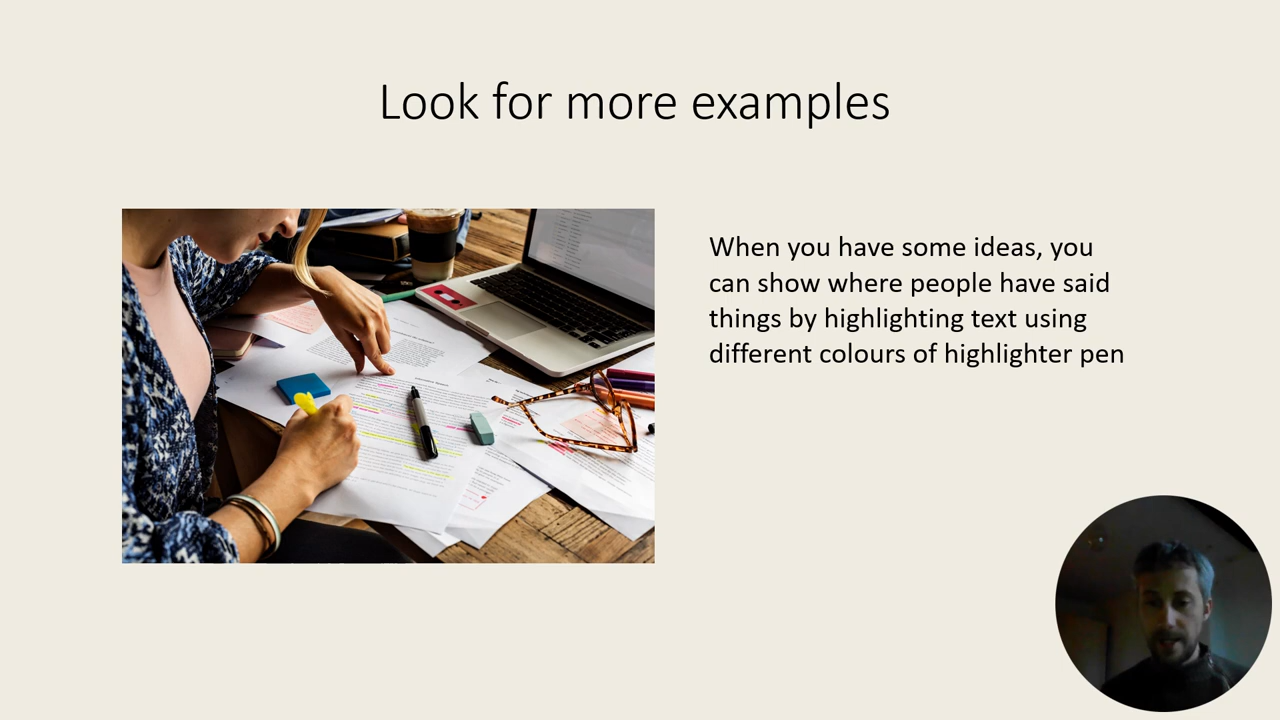 Look for more examples
When you have some ideas, you
can show where people have said
things by highlighting text using
different colours of highlighter pen